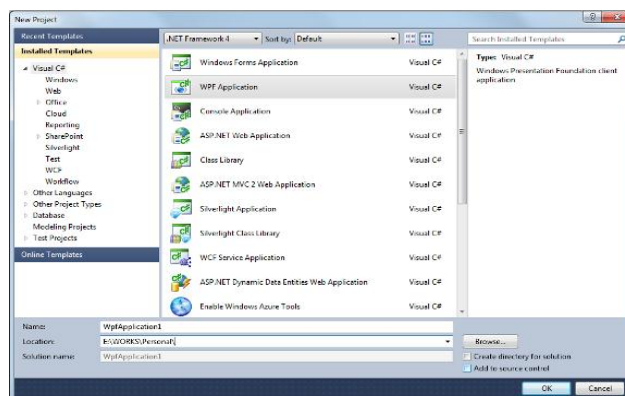 New Project
Recent Templates
Installed Templates
Visual C#
Windows
Web
Office
Cloud
Reporting
SharePoint
Silverlight
Test
WCF
Workflow
Other Languages
Other Project Types
Database
Modeling Projects
Test Projects
Online Templates
.NET Framework 4 Sort by: Default
Windows Forms Application Visual C#
WPF Application Visual C#
Console Application Visual C#
ASP.NET Web Application Visual C#
Class Library Visual C#
ASP.NET MVC 2 Web Application Visual C#
Silverlight Application Visual C#
Silverlight Class Library Visual C#
WCF Service Application Visual C#
ASP.NET Dynamic Data Entities Web Application Visual C#
Enable Windows Azure Tools Visual C#
Search Installed Templates
Type: Visual C#
Windows Presentation Foundation client
application
Name: WpfApplication1
Location: E:\WORKS\Personal\
Solution name: WpfApplication1
Browse...
Create directory for solution
Add to source control
OK Cancel